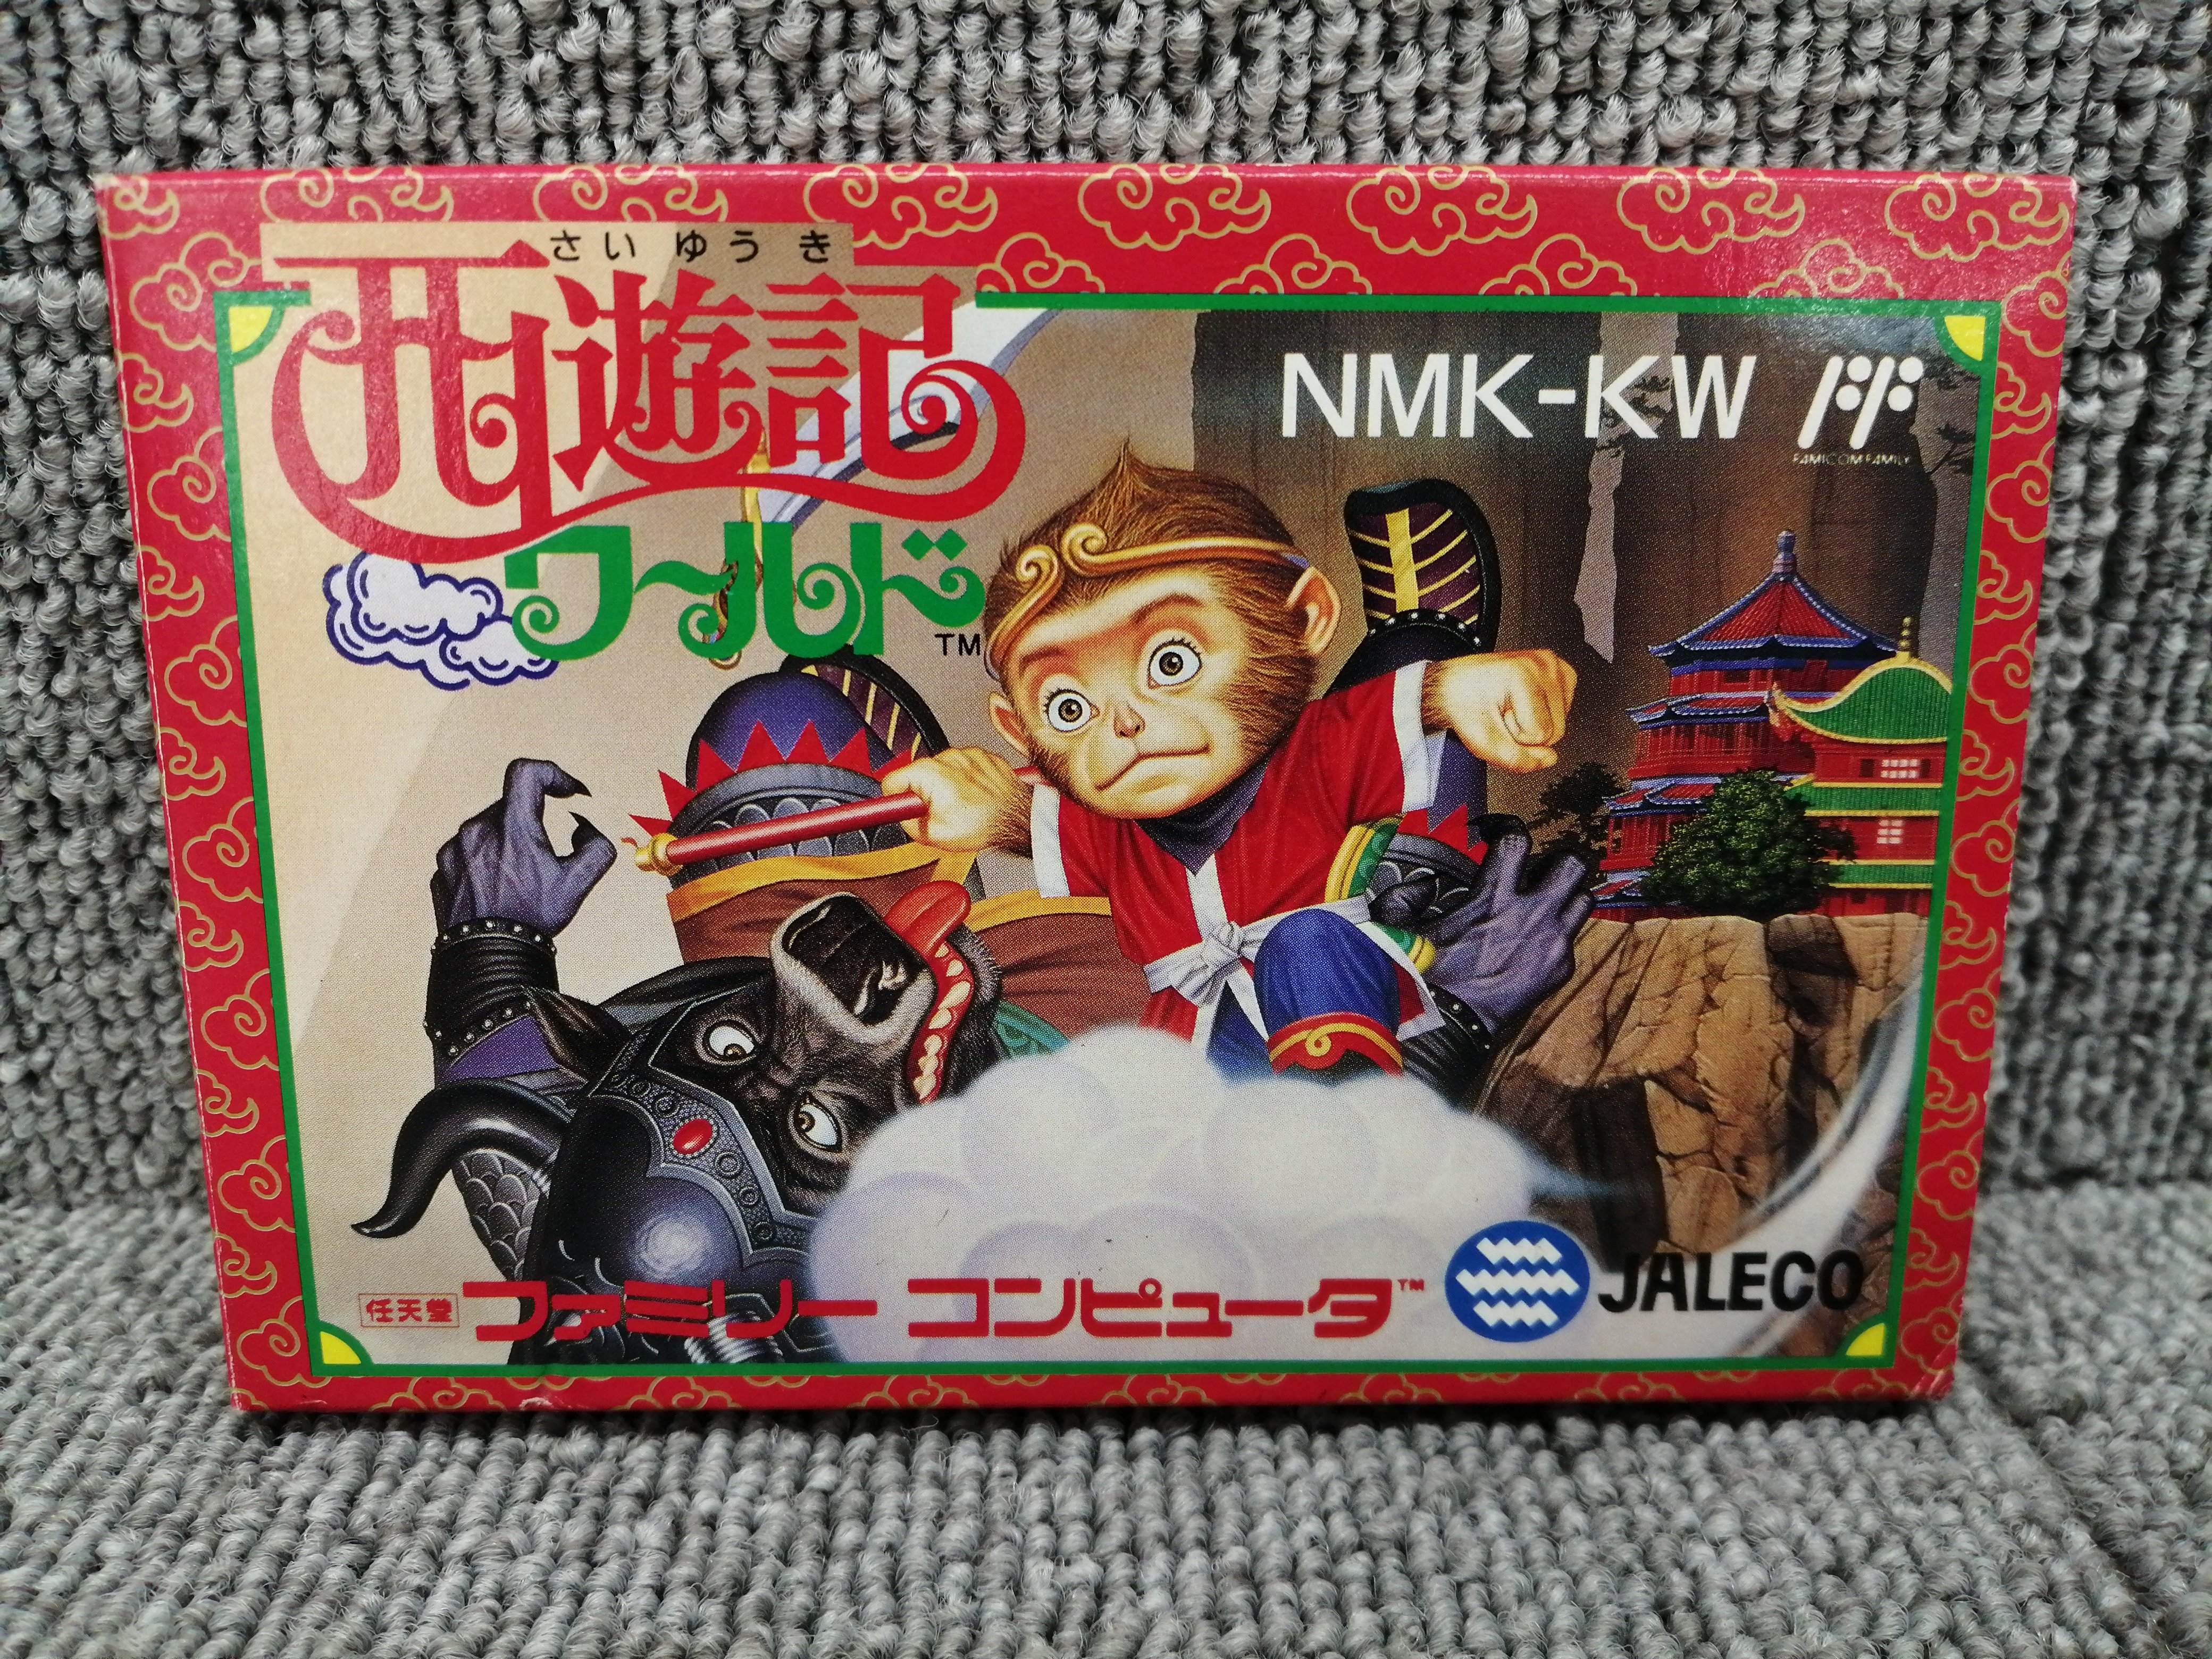 さいゆうき
西遊記
ワールド
TM
NMK-KW
FAMICOM FAMILY
任天堂 ファミリー コンピュータ TM
JALECO